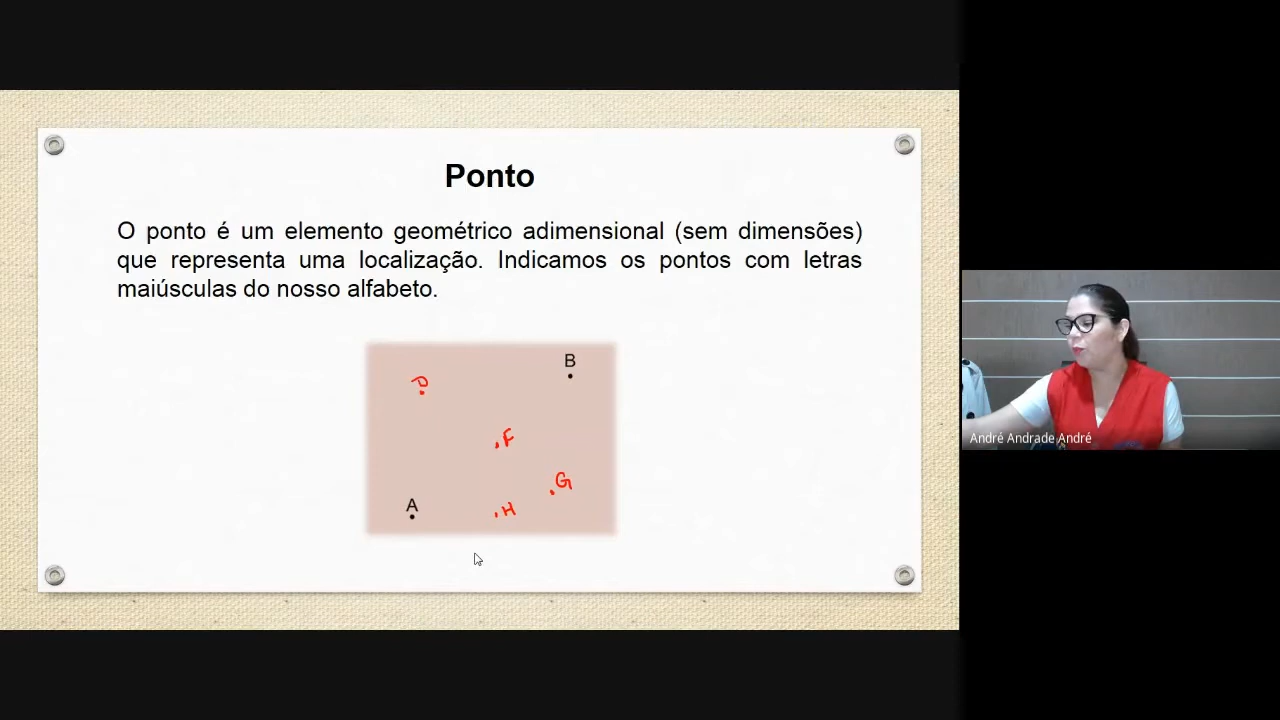 Ponto
O ponto é um elemento geométrico adimensional (sem dimensões)
que representa uma localização. Indicamos os pontos com letras
maiúsculas do nosso alfabeto.
B
P
F
G
A
H
André Andrade André